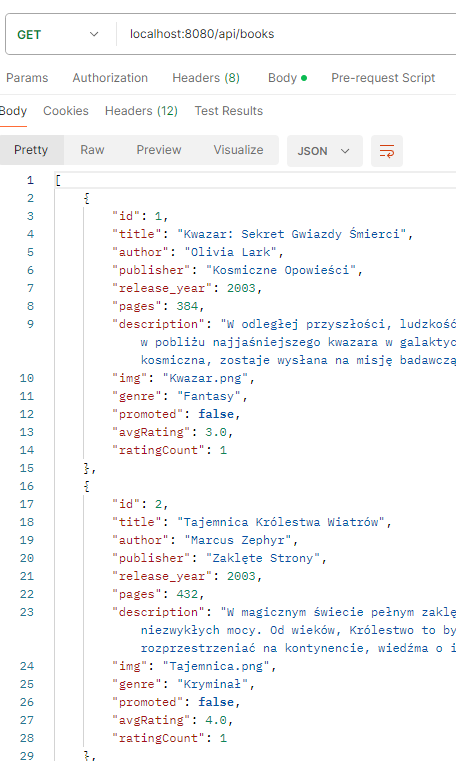 GET localhost:8080/api/books
Params Authorization Headers (8) Body Pre-request Script
Body Cookies Headers (12) Test Results
Pretty Raw Preview Visualize JSON
1 [
2 {
3 "id": 1,
4 "title": "Kwazar: Sekret Gwiazdy Śmierci",
5 "author": "Olivia Lark",
6 "publisher": "Kosmiczne Opowieści",
7 "release_year": 2003,
8 "pages": 384,
9 "description": "W odległej przyszłości, ludzkość
w pobliżu najjaśniejszego kwazara w galaktyc
kosmiczna, zostaje wysłana na misję badawczą
10 "img": "Kwazar.png",
11 "genre": "Fantasy",
12 "promoted": false,
13 "avgRating": 3.0,
14 "ratingCount": 1
15 },
16 {
17 "id": 2,
18 "title": "Tajemnica Królestwa Wiatrów",
19 "author": "Marcus Zephyr",
20 "publisher": "Zaklęte Strony",
21 "release_year": 2003,
22 "pages": 432,
23 "description": "W magicznym świecie pełnym zaklę
niezwykłych mocy. Od wieków, Królestwo to by
rozprzestrzeniać na kontynencie, wiedźma o i
24 "img": "Tajemnica.png",
25 "genre": "Kryminał",
26 "promoted": false,
27 "avgRating": 4.0,
28 "ratingCount": 1
29 },